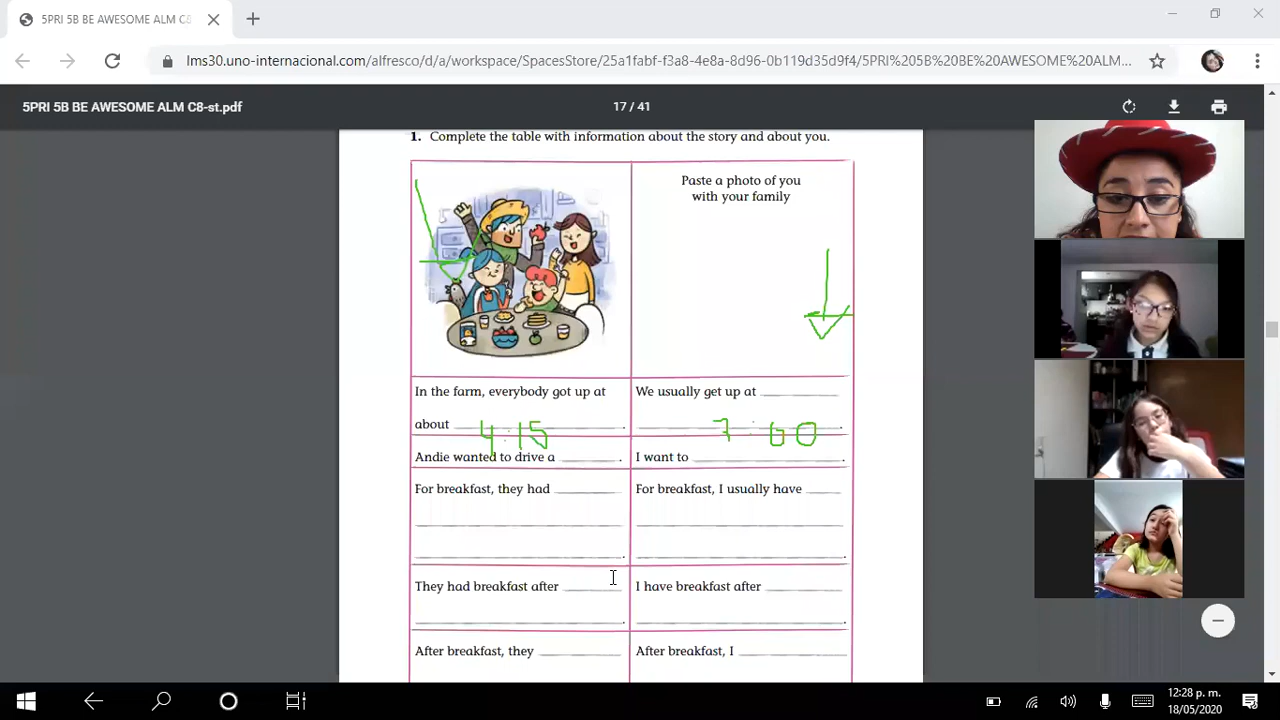 5PRI 5B BE AWESOME ALM C8
lms30.uno-internacional.com/alfresco/d/a/workspace/SpacesStore/25a1fabf-f3a8-4e8a-8d96-0b119d35d9f4/5PRI%205B%20BE%20AWESOME%20ALM...
5PRI 5B BE AWESOME ALM C8-st.pdf
17 / 41
1. Complete the table with information about the story and about you.
Paste a photo of you
with your family
In the farm, everybody got up at
about 4:15.
We usually get up at
7:60.
Andie wanted to drive a .
I want to .
For breakfast, they had
.
For breakfast, I usually have
.
They had breakfast after
.
I have breakfast after
.
After breakfast, they
After breakfast, I
12:28 p. m.
18/05/2020